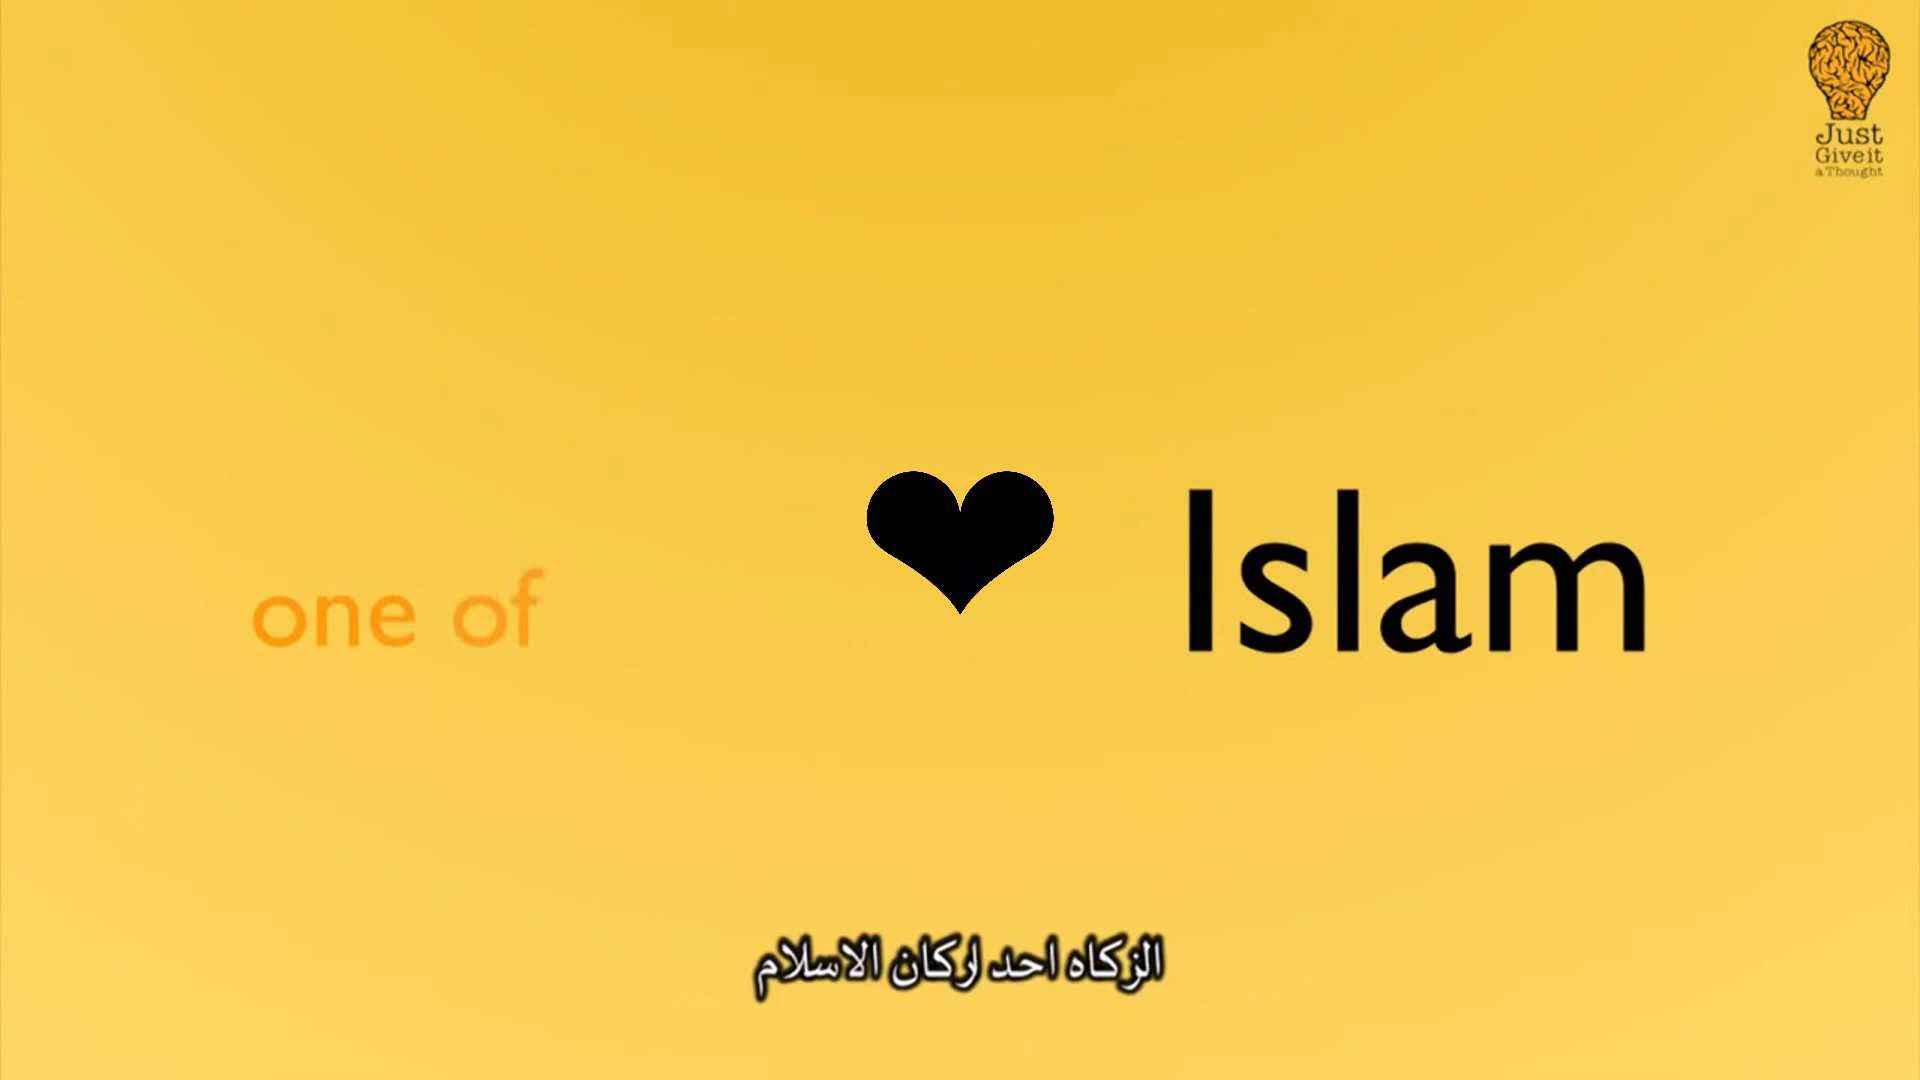 Just
Give it
a Thought
one of
Islam
الزكاه احد اركان الاسلام